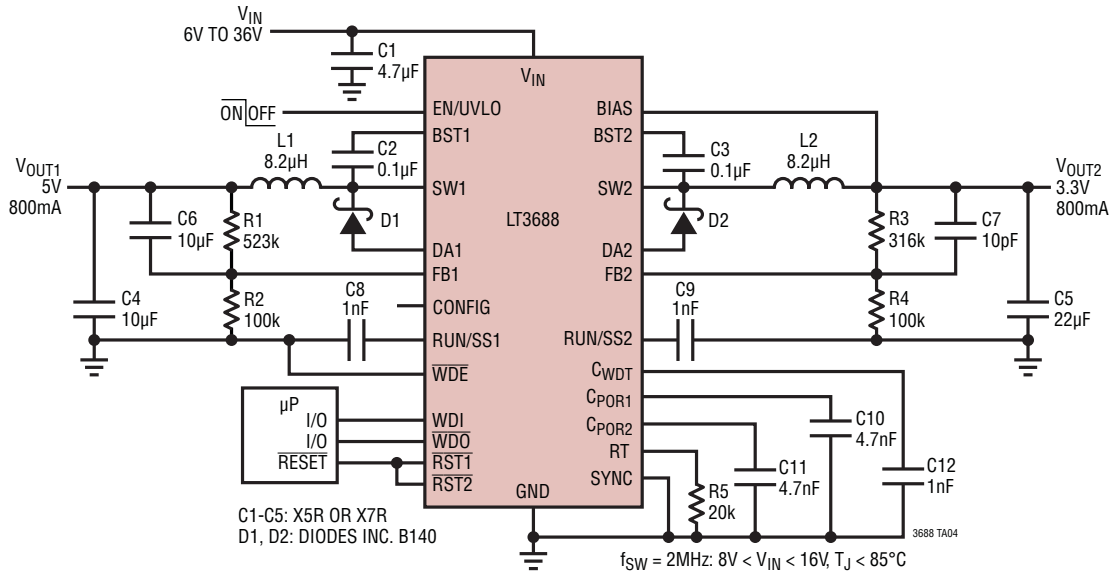 VIN
6V TO 36V
C1
4.7µF
VIN
ON OFF
EN/UVLO
BIAS
BST1
BST2
L1
8.2µH
C2
0.1µF
C3
0.1µF
L2
8.2µH
VOUT1
5V
800mA
SW1
SW2
VOUT2
3.3V
800mA
C6
10µF
R1
523k
D1
LT3688
D2
R3
316k
C7
10pF
DA1
DA2
FB1
FB2
C4
10µF
R2
100k
C8
1nF
CONFIG
C9
1nF
R4
100k
C5
22µF
RUN/SS1
RUN/SS2
WDE
CWDT
µP
CPOR1
I/O
WDI
CPOR2
C10
4.7nF
I/O
WDO
RT
RESET
RST1
SYNC
C11
4.7nF
C12
1nF
RST2
R5
20k
GND
C1-C5: X5R OR X7R
D1, D2: DIODES INC. B140
3688 TA04
fSW = 2MHz: 8V < VIN < 16V, TJ < 85°C